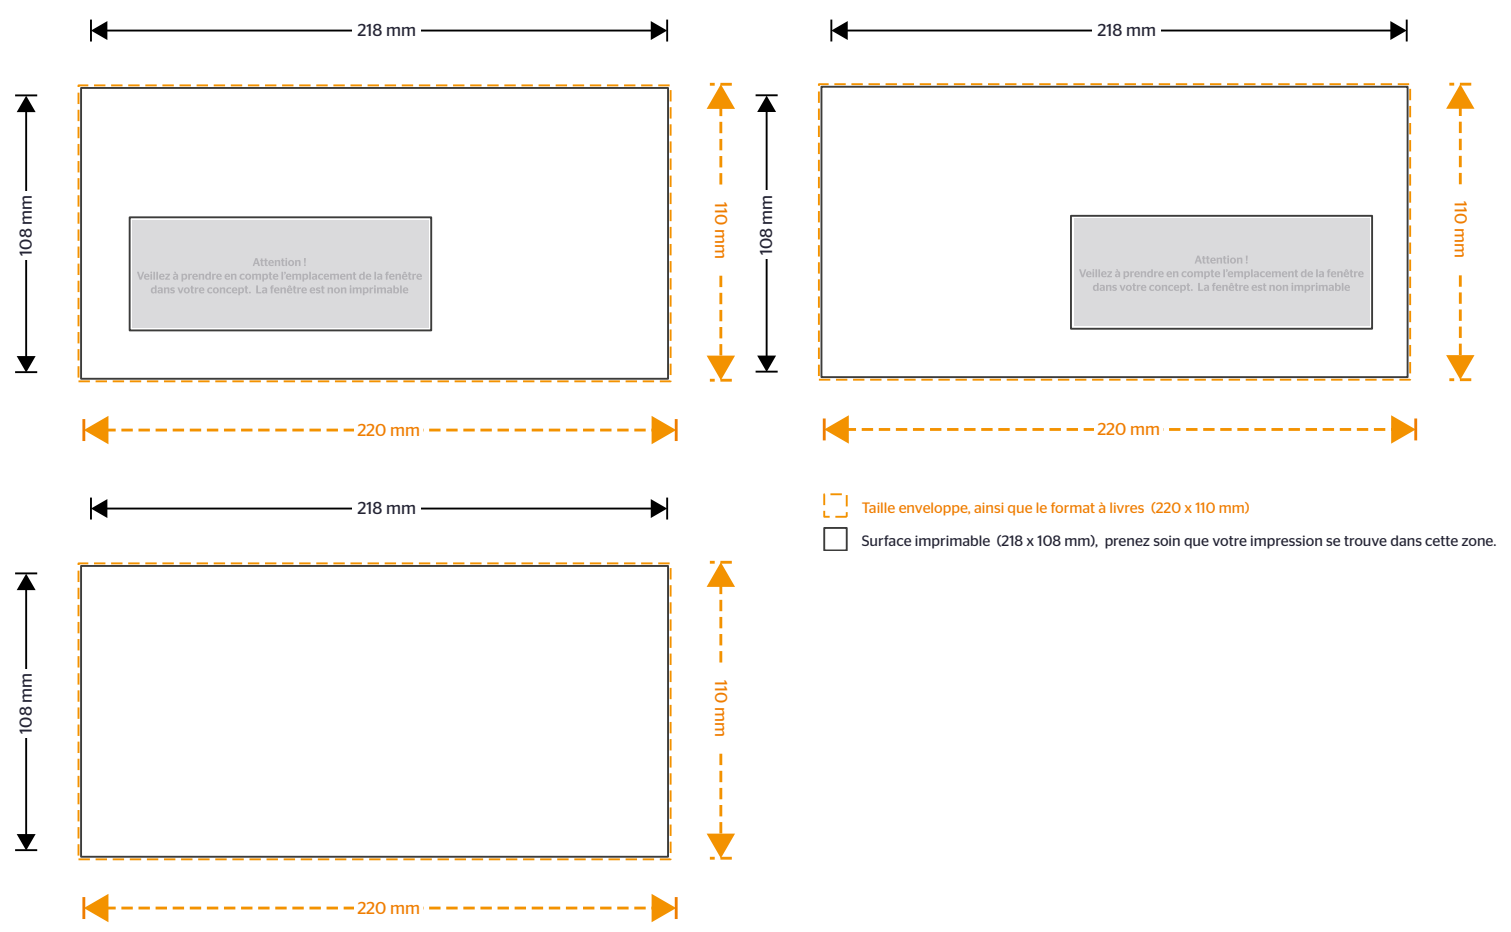 218 mm
218 mm
108 mm
110 mm
108 mm
110 mm
Attention !
Veillez à prendre en compte l'emplacement de la fenêtre
dans votre concept. La fenêtre est non imprimable
Attention !
Veillez à prendre en compte l'emplacement de la fenêtre
dans votre concept. La fenêtre est non imprimable
220 mm
220 mm
218 mm
Taille enveloppe, ainsi que le format à livres (220 x 110 mm)
Surface imprimable (218 x 108 mm), prenez soin que votre impression se trouve dans cette zone.
108 mm
110 mm
220 mm